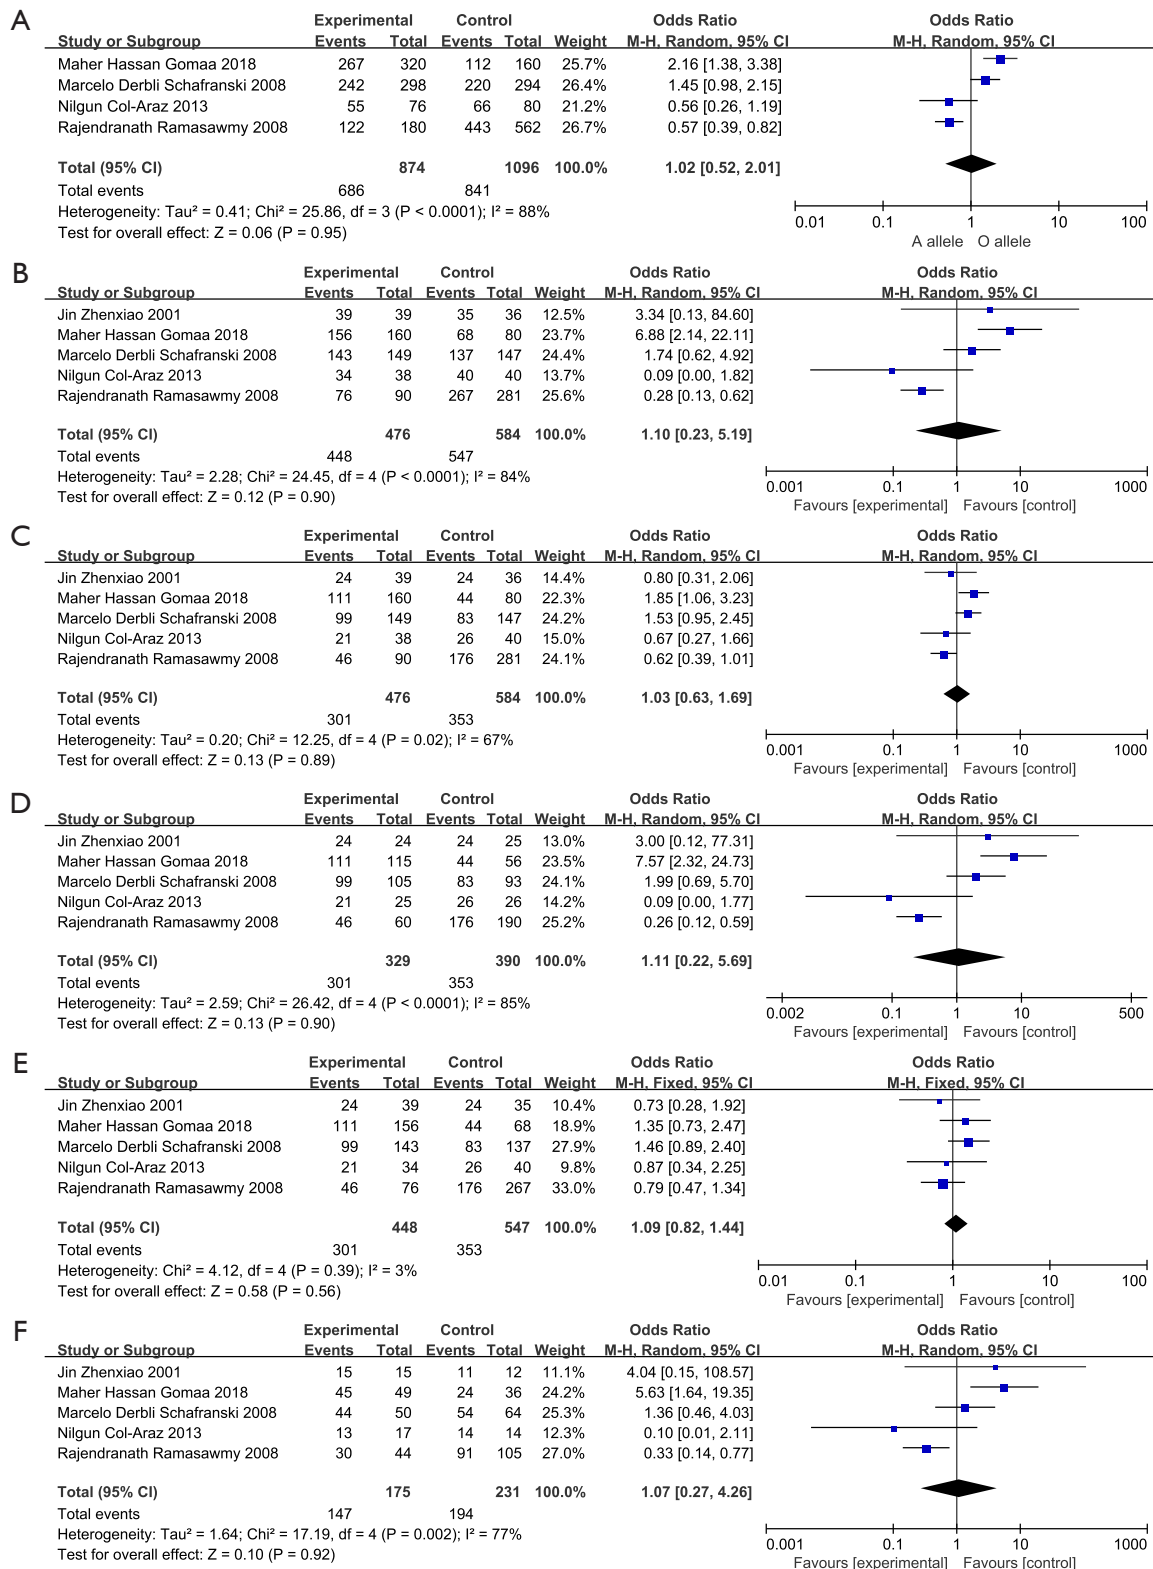 A
Experimental Control Odds Ratio Odds Ratio
Study or Subgroup Events Total Events Total Weight M-H, Random, 95% CI M-H, Random, 95% CI
Maher Hassan Gomaa 2018 267 320 112 160 25.7% 2.16 [1.38, 3.38]
Marcelo Derbli Schafranski 2008 242 298 220 294 26.4% 1.45 [0.98, 2.15]
Nilgun Col-Araz 2013 55 76 66 80 21.2% 0.56 [0.26, 1.19]
Rajendranath Ramasawmy 2008 122 180 443 562 26.7% 0.57 [0.39, 0.82]
Total (95% CI) 874 1096 100.0% 1.02 [0.52, 2.01]
Total events 686 841
Heterogeneity: Tau² = 0.41; Chi² = 25.86, df = 3 (P < 0.0001); I² = 88%
Test for overall effect: Z = 0.06 (P = 0.95)
0.01 0.1 1 10 100
A allele O allele
B
Experimental Control Odds Ratio Odds Ratio
Study or Subgroup Events Total Events Total Weight M-H, Random, 95% CI M-H, Random, 95% CI
Jin Zhenxiao 2001 39 39 35 36 12.5% 3.34 [0.13, 84.60]
Maher Hassan Gomaa 2018 156 160 68 80 23.7% 6.88 [2.14, 22.11]
Marcelo Derbli Schafranski 2008 143 149 137 147 24.4% 1.74 [0.62, 4.92]
Nilgun Col-Araz 2013 34 38 40 40 13.7% 0.09 [0.00, 1.82]
Rajendranath Ramasawmy 2008 76 90 267 281 25.6% 0.28 [0.13, 0.62]
Total (95% CI) 476 584 100.0% 1.10 [0.23, 5.19]
Total events 448 547
Heterogeneity: Tau² = 2.28; Chi² = 24.45, df = 4 (P < 0.0001); I² = 84%
Test for overall effect: Z = 0.12 (P = 0.90)
0.001 0.1 1 10 1000
Favours [experimental] Favours [control]
C
Experimental Control Odds Ratio Odds Ratio
Study or Subgroup Events Total Events Total Weight M-H, Random, 95% CI M-H, Random, 95% CI
Jin Zhenxiao 2001 24 39 24 36 14.4% 0.80 [0.31, 2.06]
Maher Hassan Gomaa 2018 111 160 44 80 22.3% 1.85 [1.06, 3.23]
Marcelo Derbli Schafranski 2008 99 149 83 147 24.2% 1.53 [0.95, 2.45]
Nilgun Col-Araz 2013 21 38 26 40 15.0% 0.67 [0.27, 1.66]
Rajendranath Ramasawmy 2008 46 90 176 281 24.1% 0.62 [0.39, 1.01]
Total (95% CI) 476 584 100.0% 1.03 [0.63, 1.69]
Total events 301 353
Heterogeneity: Tau² = 0.20; Chi² = 12.25, df = 4 (P = 0.02); I² = 67%
Test for overall effect: Z = 0.13 (P = 0.89)
0.001 0.1 1 10 1000
Favours [experimental] Favours [control]
D
Experimental Control Odds Ratio Odds Ratio
Study or Subgroup Events Total Events Total Weight M-H, Random, 95% CI M-H, Random, 95% CI
Jin Zhenxiao 2001 24 24 24 25 13.0% 3.00 [0.12, 77.31]
Maher Hassan Gomaa 2018 111 115 44 56 23.5% 7.57 [2.32, 24.73]
Marcelo Derbli Schafranski 2008 99 105 83 93 24.1% 1.99 [0.69, 5.70]
Nilgun Col-Araz 2013 21 25 26 26 14.2% 0.09 [0.00, 1.77]
Rajendranath Ramasawmy 2008 46 60 176 190 25.2% 0.26 [0.12, 0.59]
Total (95% CI) 329 390 100.0% 1.11 [0.22, 5.69]
Total events 301 353
Heterogeneity: Tau² = 2.59; Chi² = 26.42, df = 4 (P < 0.0001); I² = 85%
Test for overall effect: Z = 0.13 (P = 0.90)
0.002 0.1 1 10 500
Favours [experimental] Favours [control]
E
Experimental Control Odds Ratio Odds Ratio
Study or Subgroup Events Total Events Total Weight M-H, Fixed, 95% CI M-H, Fixed, 95% CI
Jin Zhenxiao 2001 24 39 24 35 10.4% 0.73 [0.28, 1.92]
Maher Hassan Gomaa 2018 111 156 44 68 18.9% 1.35 [0.73, 2.47]
Marcelo Derbli Schafranski 2008 99 143 83 137 27.9% 1.46 [0.89, 2.40]
Nilgun Col-Araz 2013 21 34 26 40 9.8% 0.87 [0.34, 2.25]
Rajendranath Ramasawmy 2008 46 76 176 267 33.0% 0.79 [0.47, 1.34]
Total (95% CI) 448 547 100.0% 1.09 [0.82, 1.44]
Total events 301 353
Heterogeneity: Chi² = 4.12, df = 4 (P = 0.39); I² = 3%
Test for overall effect: Z = 0.58 (P = 0.56)
0.01 0.1 1 10 100
Favours [experimental] Favours [control]
F
Experimental Control Odds Ratio Odds Ratio
Study or Subgroup Events Total Events Total Weight M-H, Random, 95% CI M-H, Random, 95% CI
Jin Zhenxiao 2001 15 15 11 12 11.1% 4.04 [0.15, 108.57]
Maher Hassan Gomaa 2018 45 49 24 36 24.2% 5.63 [1.64, 19.35]
Marcelo Derbli Schafranski 2008 44 50 54 64 25.3% 1.36 [0.46, 4.03]
Nilgun Col-Araz 2013 13 17 14 14 12.3% 0.10 [0.01, 2.11]
Rajendranath Ramasawmy 2008 30 44 91 105 27.0% 0.33 [0.14, 0.77]
Total (95% CI) 175 231 100.0% 1.07 [0.27, 4.26]
Total events 147 194
Heterogeneity: Tau² = 1.64; Chi² = 17.19, df = 4 (P = 0.002); I² = 77%
Test for overall effect: Z = 0.10 (P = 0.92)
0.001 0.1 1 10 1000
Favours [experimental] Favours [control]